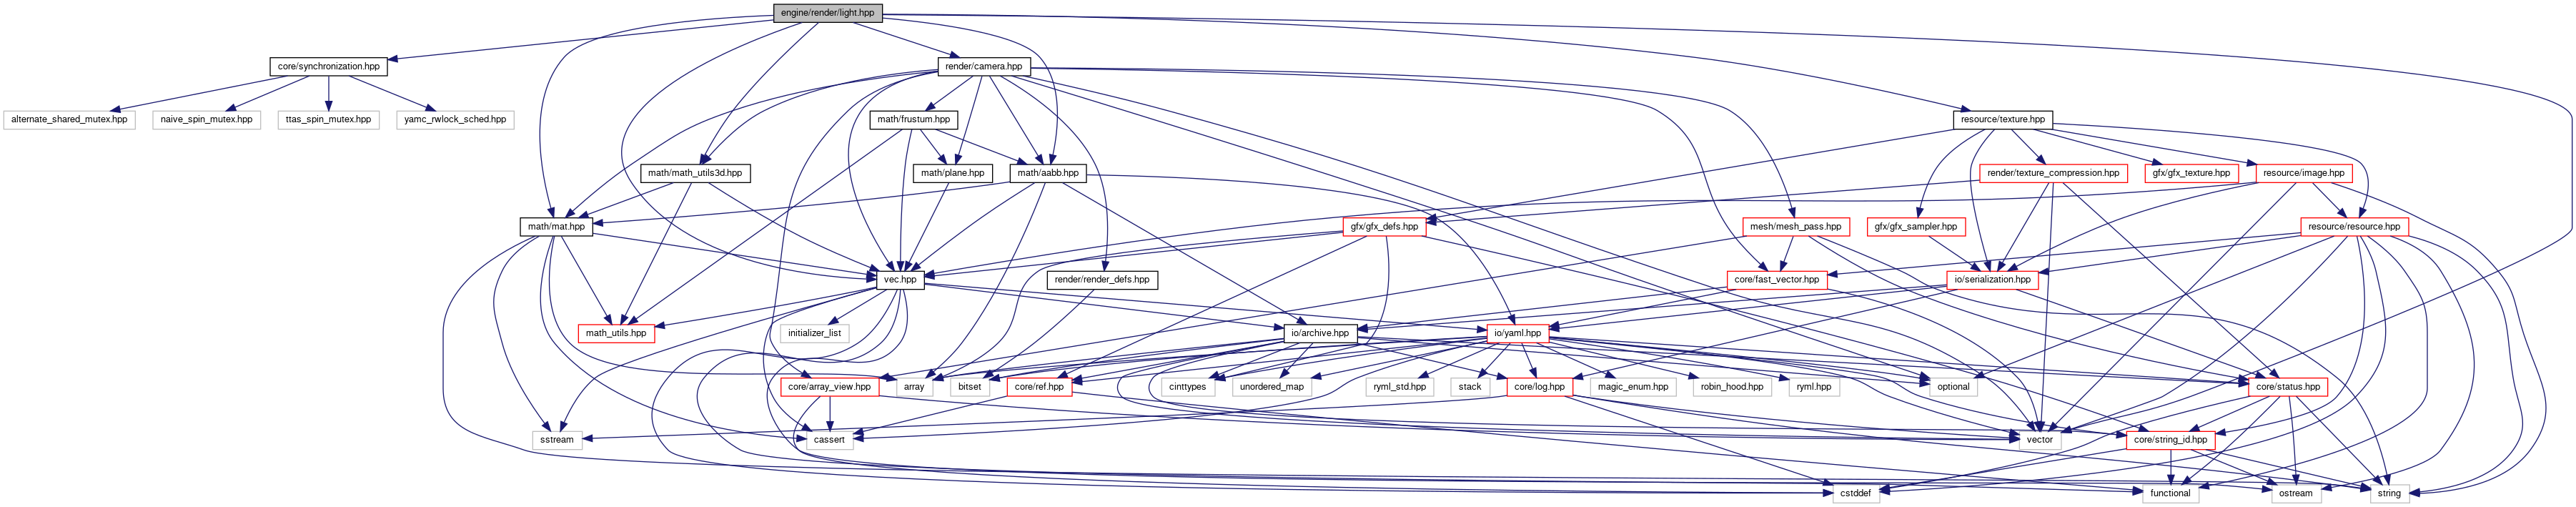 engine/render/light.hpp
core/synchronization.hpp
render/camera.hpp
alternate_shared_mutex.hpp
naive_spin_mutex.hpp
ttas_spin_mutex.hpp
yamc_rwlock_sched.hpp
math/frustum.hpp
resource/texture.hpp
math/math_utils3d.hpp
math/plane.hpp
math/aabb.hpp
render/texture_compression.hpp
gfx/gfx_texture.hpp
resource/image.hpp
math/mat.hpp
gfx/gfx_defs.hpp
mesh/mesh_pass.hpp
gfx/gfx_sampler.hpp
resource/resource.hpp
vec.hpp
render/render_defs.hpp
core/fast_vector.hpp
io/serialization.hpp
math_utils.hpp
initializer_list
io/archive.hpp
io/yaml.hpp
core/array_view.hpp
array
bitset
core/ref.hpp
cinttypes
unordered_map
ryml_std.hpp
stack
core/log.hpp
magic_enum.hpp
robin_hood.hpp
ryml.hpp
optional
core/status.hpp
sstream
cassert
vector
core/string_id.hpp
cstddef
functional
ostream
string